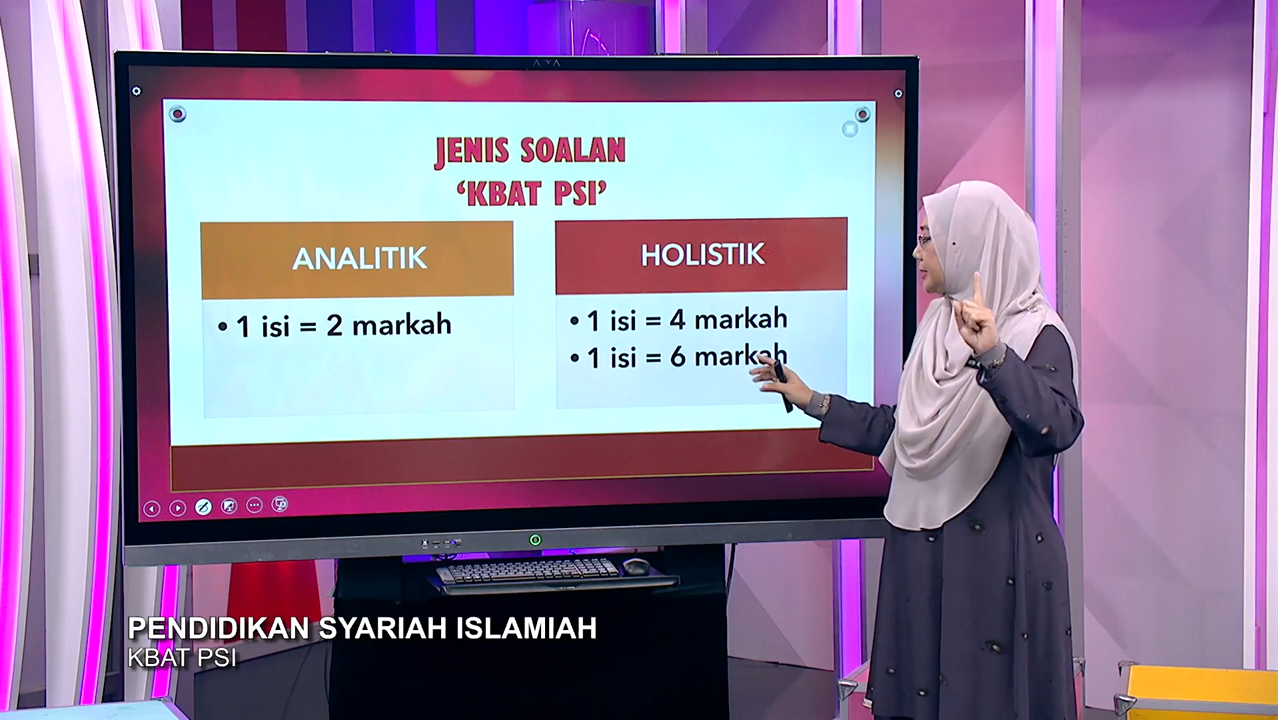 JENIS SOALAN
‘KBAT PSI’
ANALITIK
• 1 isi = 2 markah
HOLISTIK
• 1 isi = 4 markah
• 1 isi = 6 markah
PENDIDIKAN SYARIAH ISLAMIAH
KBAT PSI